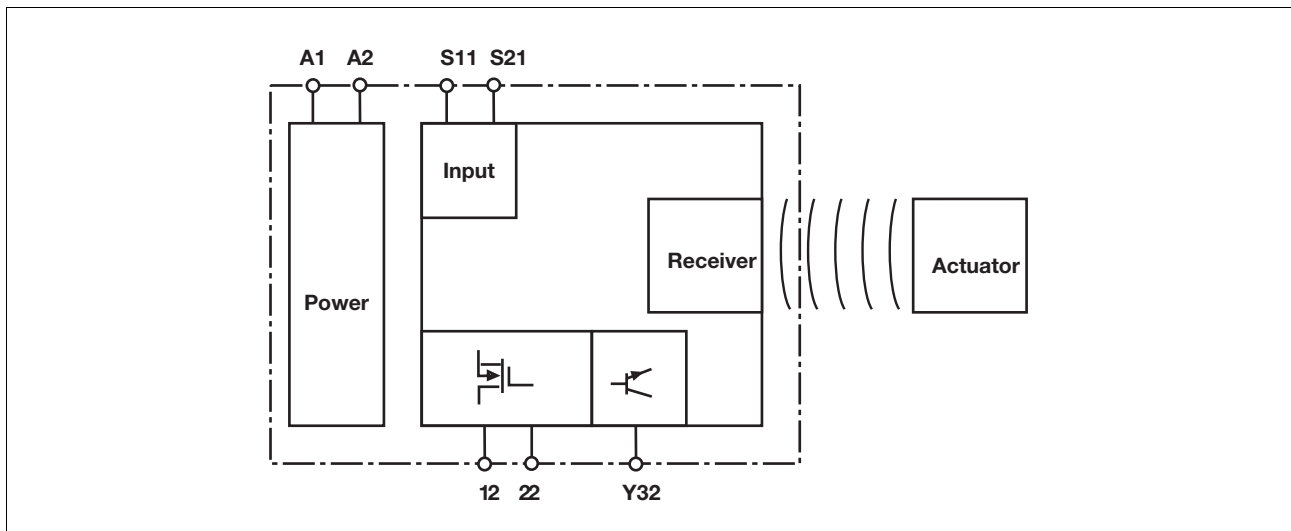 A1 A2 S11 S21
Input
Receiver
Actuator
Power
12 22 Y32